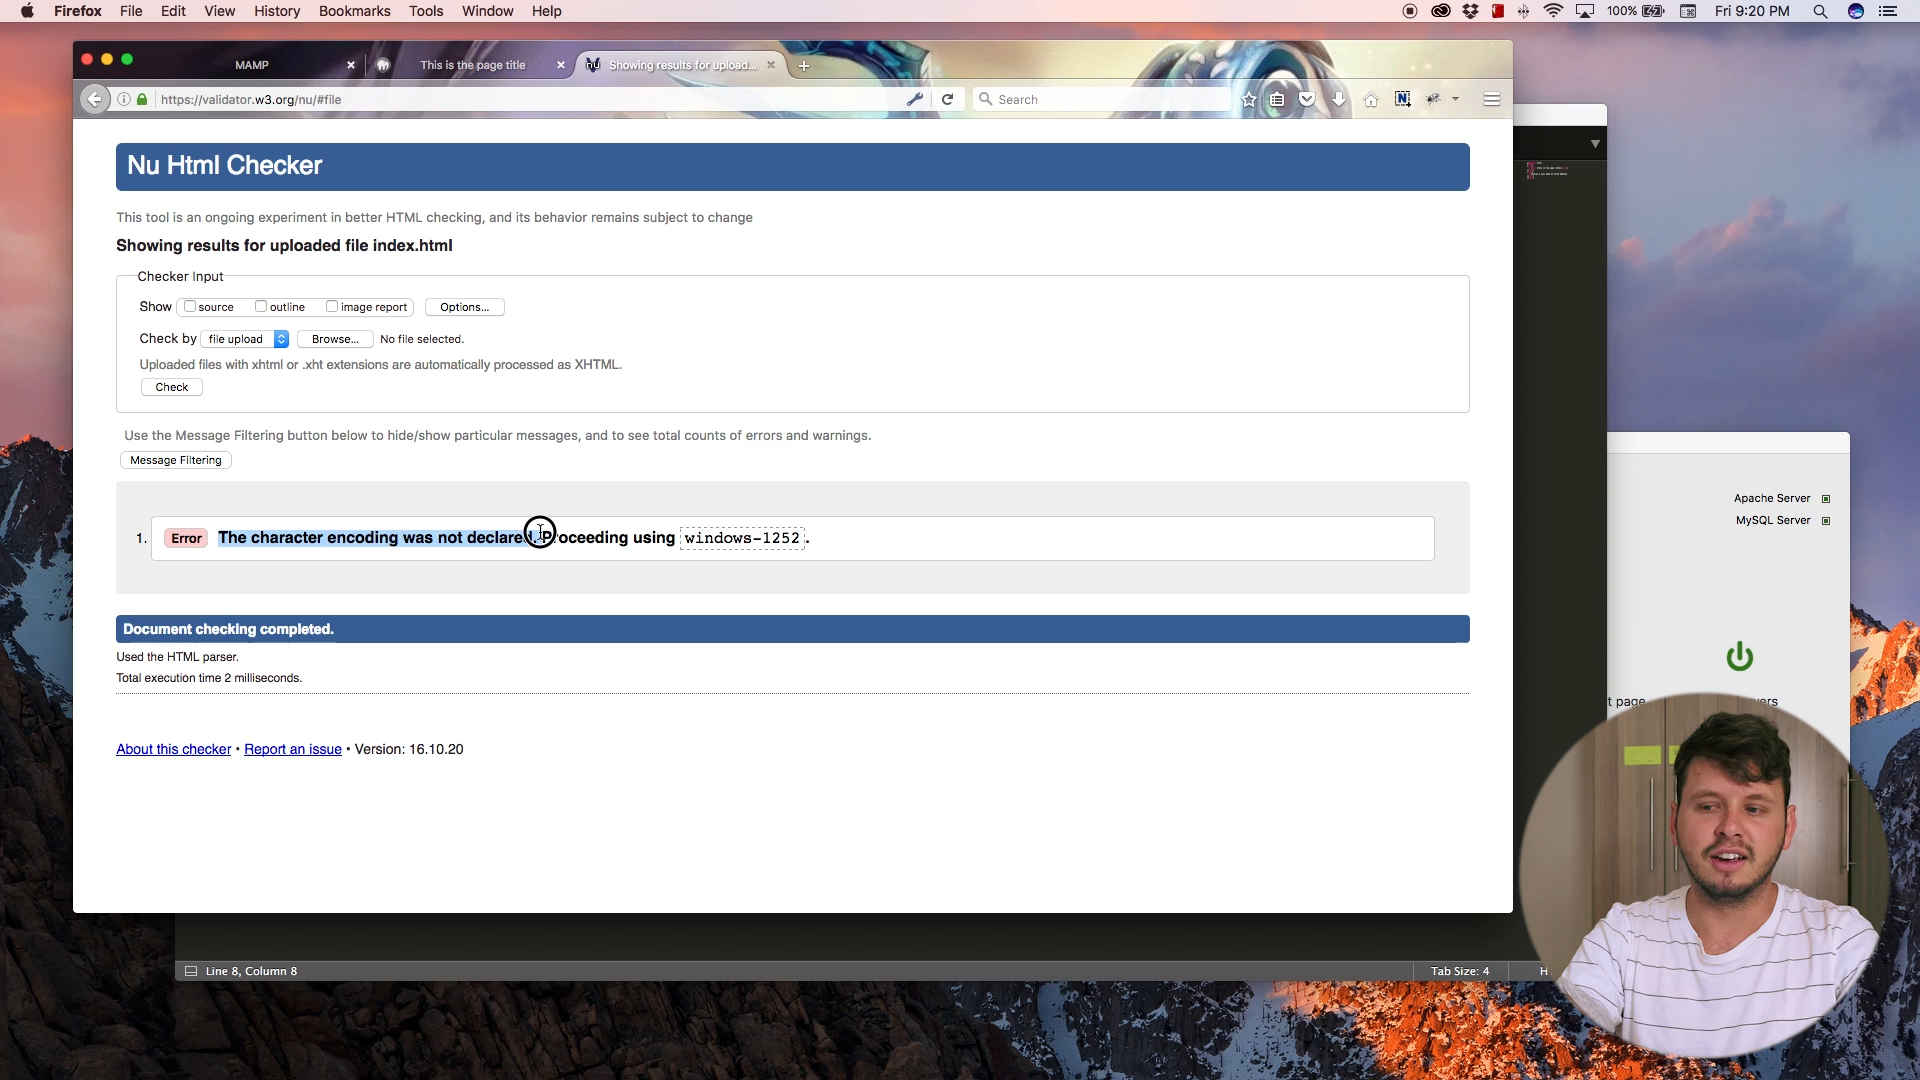 Firefox File Edit View History Bookmarks Tools Window Help
100% Fri 9:20 PM
MAMP
This is the page title
Showing results for upload...
https://validator.w3.org/nu/#file
Search
Nu Html Checker
This tool is an ongoing experiment in better HTML checking, and its behavior remains subject to change
Showing results for uploaded file index.html
Checker Input
Show source outline image report Options...
Check by file upload Browse... No file selected.
Uploaded files with xhtml or .xht extensions are automatically processed as XHTML.
Check
Use the Message Filtering button below to hide/show particular messages, and to see total counts of errors and warnings.
Message Filtering
Apache Server
MySQL Server
1. Error The character encoding was not declared. Proceeding using windows-1252.
Document checking completed.
Used the HTML parser.
Total execution time 2 milliseconds.
t page
About this checker • Report an issue • Version: 16.10.20
Line 8, Column 8
Tab Size: 4